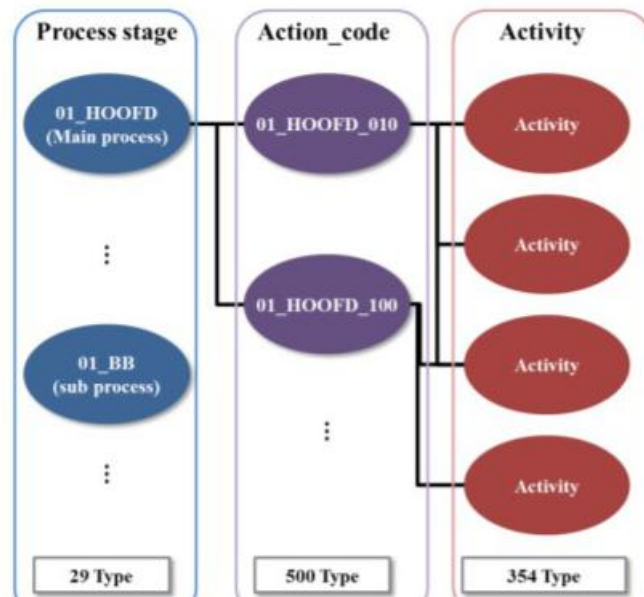 Process stage
Action_code
Activity
01_HOOFD
(Main process)
01_HOOFD_010
Activity
Activity
01_HOOFD_100
01_BB
(sub process)
Activity
Activity
29 Type
500 Type
354 Type